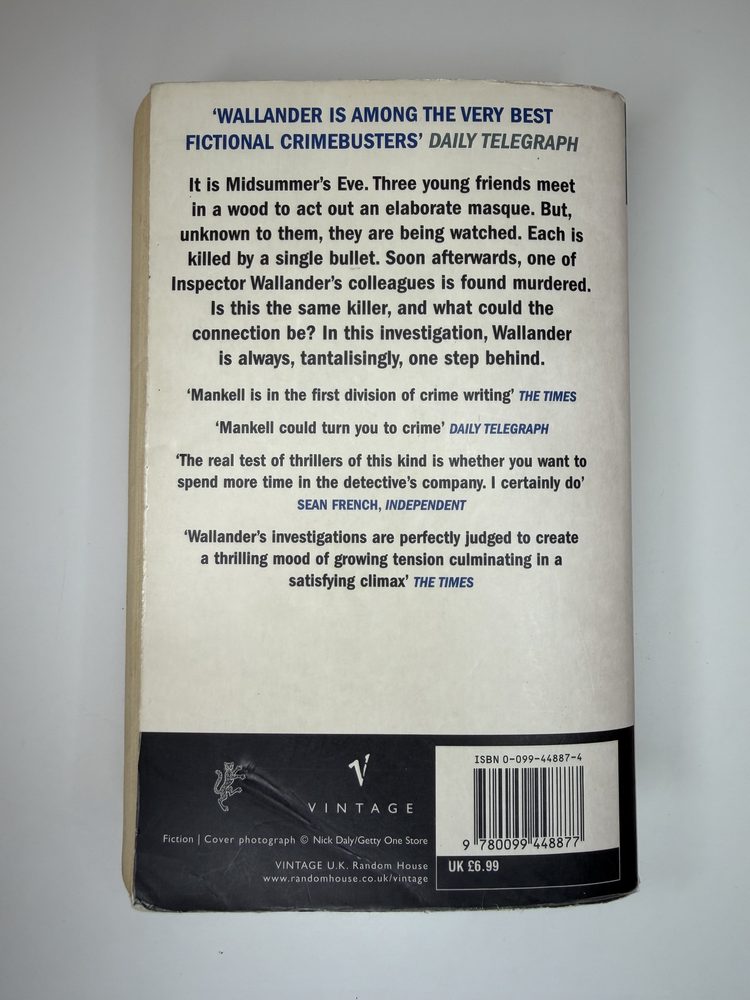 ‘WALLANDER IS AMONG THE VERY BEST
FICTIONAL CRIMEBUSTERS’ DAILY TELEGRAPH
It is Midsummer’s Eve. Three young friends meet
in a wood to act out an elaborate masque. But,
unknown to them, they are being watched. Each is
killed by a single bullet. Soon afterwards, one of
Inspector Wallander’s colleagues is found murdered.
Is this the same killer, and what could the
connection be? In this investigation, Wallander
is always, tantalisingly, one step behind.
‘Mankell is in the first division of crime writing’ THE TIMES
‘Mankell could turn you to crime’ DAILY TELEGRAPH
‘The real test of thrillers of this kind is whether you want to
spend more time in the detective’s company. I certainly do’
SEAN FRENCH, INDEPENDENT
‘Wallander’s investigations are perfectly judged to create
a thrilling mood of growing tension culminating in a
satisfying climax’ THE TIMES
V
VINTAGE
Fiction | Cover photograph © Nick Daly/Getty One Store
VINTAGE U.K. Random House
www.randomhouse.co.uk/vintage
ISBN 0-099-44887-4
9 780099 448877
UK £6.99